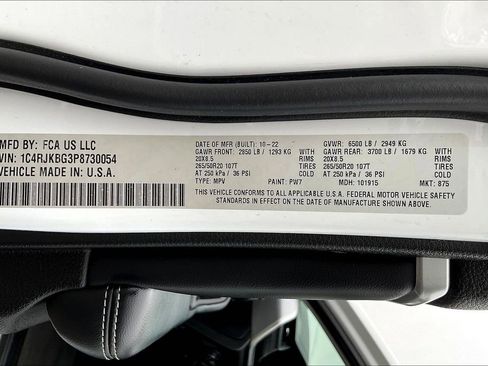 MFD BY: FCA US LLC
VIN: 1C4RJKBG3P8730054
VEHICLE MADE IN: U.S.A.
DATE OF MFR (BUILT): 10-22 GVWR: 6500 LB / 2949 KG
GAWR FRONT: 2850 LB / 1293 KG GAWR REAR: 3700 LB / 1679 KG
20X8.5 RIMS 20X8.5 RIMS
265/50R20 107T TIRES 265/50R20 107T TIRES
AT 250 kPa / 36 PSI COLD AT 250 kPa / 36 PSI COLD
TYPE: MPV PAINT: PW7 MDH: 101915 MKT: 875
THIS VEHICLE CONFORMS TO ALL APPLICABLE U.S.A. FEDERAL MOTOR VEHICLE SAFETY
STANDARDS IN EFFECT ON THE DATE OF MANUFACTURE SHOWN ABOVE.